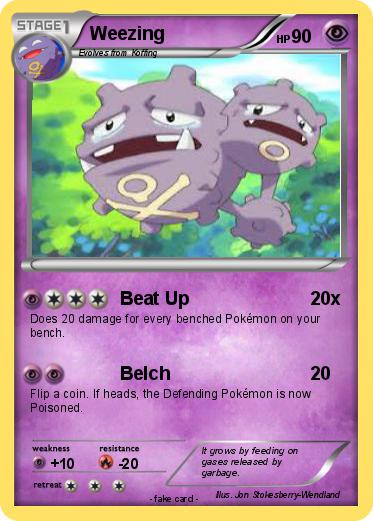 STAGE1 Weezing HP90
Evolves from Koffing
Beat Up 20x
Does 20 damage for every benched Pokémon on your
bench.
Belch 20
Flip a coin. If heads, the Defending Pokémon is now
Poisoned.
weakness resistance
+10 -20
retreat
It grows by feeding on
gases released by
garbage.
- fake card - Illus. Jon Stokesberry-Wendland